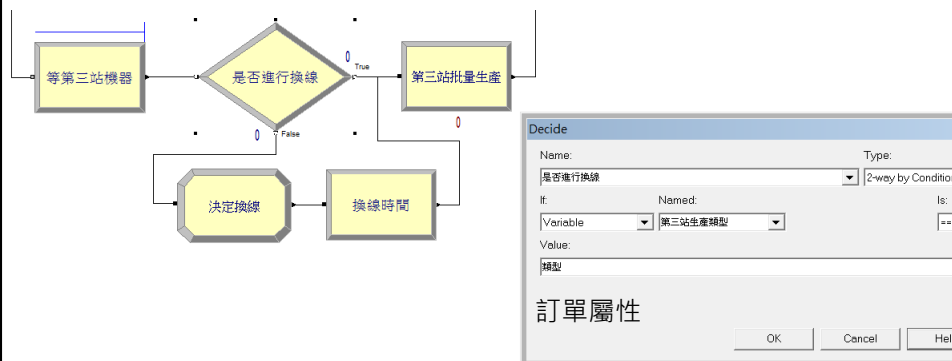 等第三站機器
是否進行換線
True
0
第三站批量生產
0
0
False
決定換線
換線時間
Decide
Name:
Type:
是否進行換線
2-way by Condition
If:
Named:
Is:
Variable
第三站生產類型
==
Value:
類型
訂單屬性
OK
Cancel
Hel